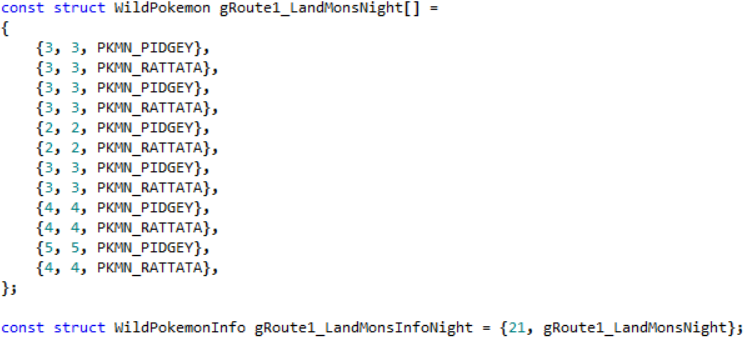 const struct WildPokemon gRoute1_LandMonsNight[] =
{
    {3, 3, PKMN_PIDGEY},
    {3, 3, PKMN_RATTATA},
    {3, 3, PKMN_PIDGEY},
    {3, 3, PKMN_RATTATA},
    {2, 2, PKMN_PIDGEY},
    {2, 2, PKMN_RATTATA},
    {3, 3, PKMN_PIDGEY},
    {3, 3, PKMN_RATTATA},
    {4, 4, PKMN_PIDGEY},
    {4, 4, PKMN_RATTATA},
    {5, 5, PKMN_PIDGEY},
    {4, 4, PKMN_RATTATA},
};
const struct WildPokemonInfo gRoute1_LandMonsInfoNight = {21, gRoute1_LandMonsNight};